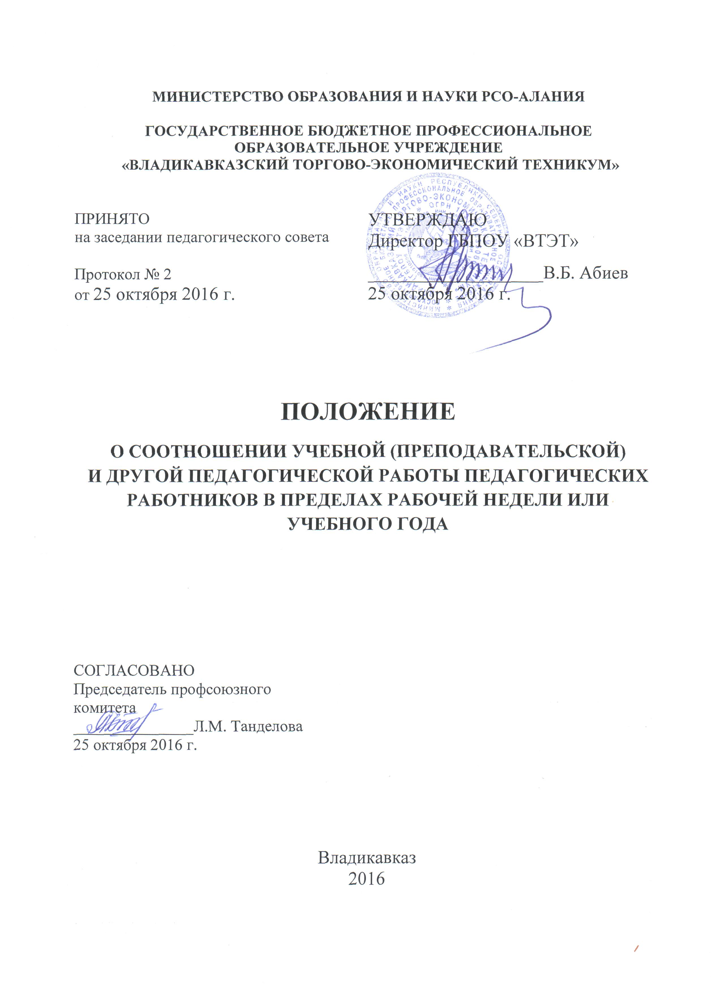 МИНИСТЕРСТВО ОБРАЗОВАНИЯ И НАУКИ РСО-АЛАНИЯ
ГОСУДАРСТВЕННОЕ БЮДЖЕТНОЕ ПРОФЕССИОНАЛЬНОЕ
ОБРАЗОВАТЕЛЬНОЕ УЧРЕЖДЕНИЕ
«ВЛАДИКАВКАЗСКИЙ ТОРГОВО-ЭКОНОМИЧЕСКИЙ ТЕХНИКУМ»
ПРИНЯТО
на заседании педагогического совета
Протокол № 2
от 25 октября 2016 г.
УТВЕРЖДАЮ
Директор ГБПОУ «ВТЭТ»
В.Б. Абиев
25 октября 2016 г.
ПОЛОЖЕНИЕ
О СООТНОШЕНИИ УЧЕБНОЙ (ПРЕПОДАВАТЕЛЬСКОЙ)
И ДРУГОЙ ПЕДАГОГИЧЕСКОЙ РАБОТЫ ПЕДАГОГИЧЕСКИХ
РАБОТНИКОВ В ПРЕДЕЛАХ РАБОЧЕЙ НЕДЕЛИ ИЛИ
УЧЕБНОГО ГОДА
СОГЛАСОВАНО
Председатель профсоюзного
комитета
Л.М. Танделова
25 октября 2016 г.
Владикавказ
2016